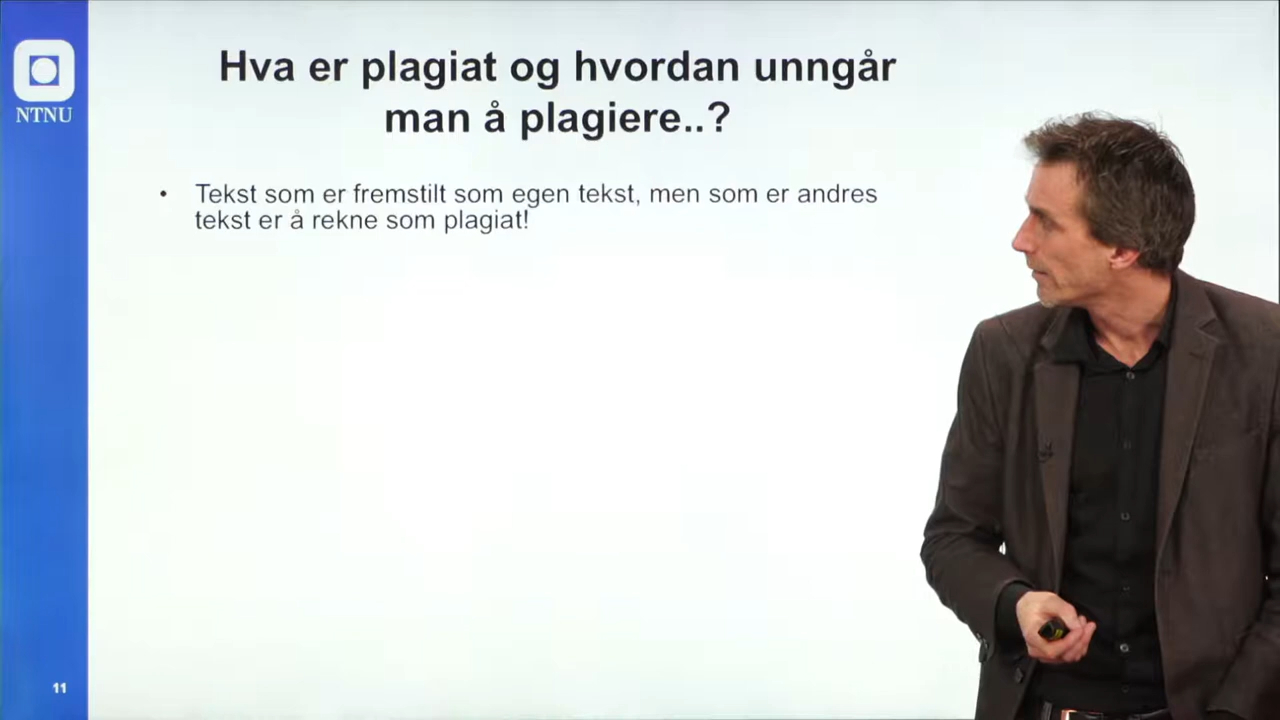 Hva er plagiat og hvordan unngår
man å plagiere..?
NTNU
• Tekst som er fremstilt som egen tekst, men som er andres
tekst er å rekne som plagiat!
11